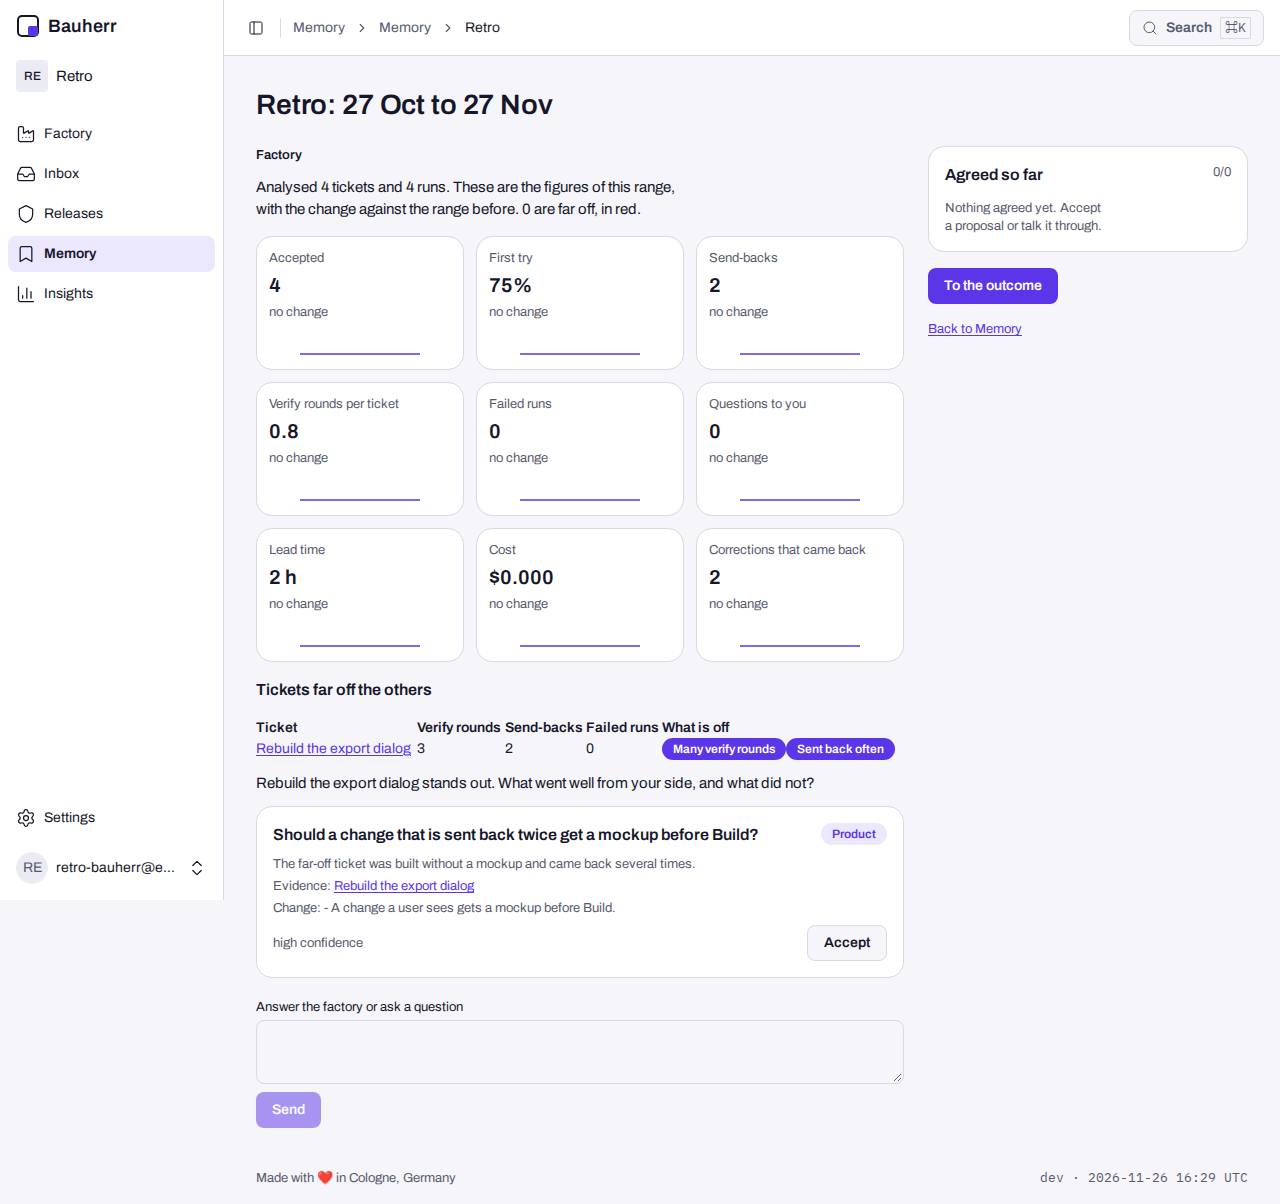 Bauherr
RE Retro
Factory
Inbox
Releases
Memory
Insights
Settings
RE retro-bauherr@e...
Memory > Memory > Retro
Search ⌘K
Retro: 27 Oct to 27 Nov
Factory
Analysed 4 tickets and 4 runs. These are the figures of this range,
with the change against the range before. 0 are far off, in red.
Accepted
4
no change
First try
75%
no change
Send-backs
2
no change
Verify rounds per ticket
0.8
no change
Failed runs
0
no change
Questions to you
0
no change
Lead time
2 h
no change
Cost
$0.000
no change
Corrections that came back
2
no change
Tickets far off the others
Ticket Verify rounds Send-backs Failed runs What is off
Rebuild the export dialog 3 2 0 Many verify rounds Sent back often
Rebuild the export dialog stands out. What went well from your side, and what did not?
Should a change that is sent back twice get a mockup before Build? Product
The far-off ticket was built without a mockup and came back several times.
Evidence: Rebuild the export dialog
Change: - A change a user sees gets a mockup before Build.
high confidence Accept
Answer the factory or ask a question
Send
Agreed so far 0/0
Nothing agreed yet. Accept
a proposal or talk it through.
To the outcome
Back to Memory
Made with ❤️ in Cologne, Germany
dev · 2026-11-26 16:29 UTC